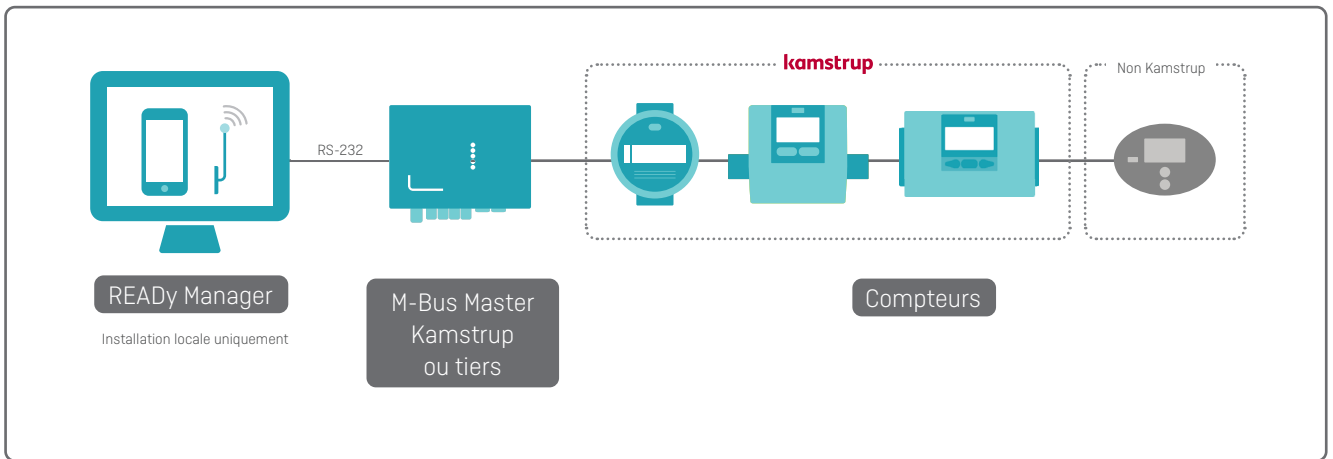 kamstrup
Non Kamstrup
RS-232
READy Manager
Installation locale uniquement
M-Bus Master
Kamstrup
ou tiers
Compteurs